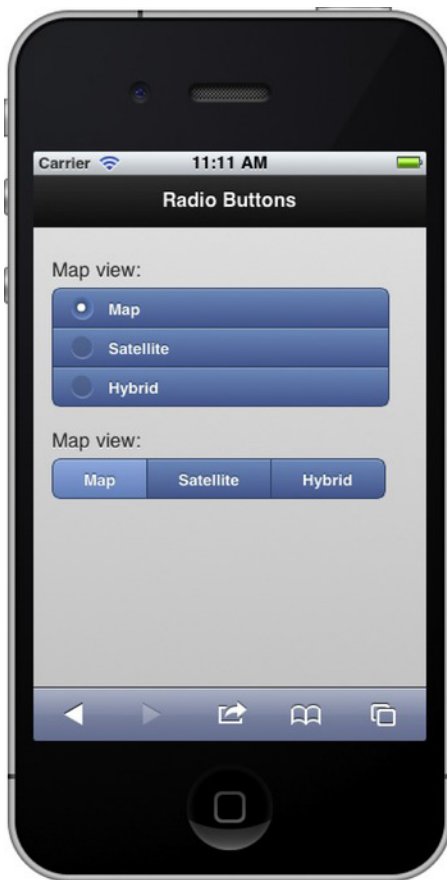 Carrier 11:11 AM
Radio Buttons
Map view:
Map
Satellite
Hybrid
Map view:
Map Satellite Hybrid